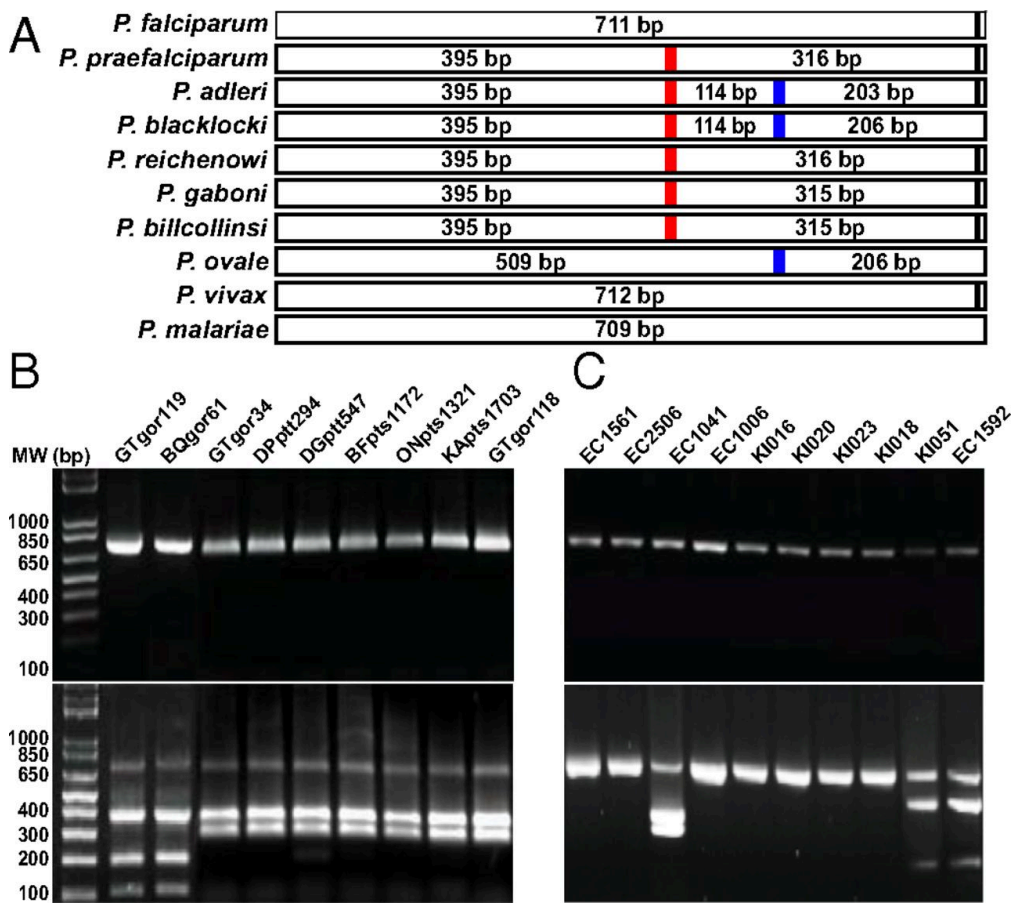 A
P. falciparum 711 bp
P. praefalciparum 395 bp 316 bp
P. adleri 395 bp 114 bp 203 bp
P. blacklocki 395 bp 114 bp 206 bp
P. reichenowi 395 bp 316 bp
P. gaboni 395 bp 315 bp
P. billcollinsi 395 bp 315 bp
P. ovale 509 bp 206 bp
P. vivax 712 bp
P. malariae 709 bp
B
MW (bp) GTgor119 BQgor61 GTgor34 DPptt294 DGptt547 BFpts1172 ONpts1321 KApts1703 GTgor118
1000
850
650
400
300
100
1000
850
650
400
300
200
100
C
EC1561 EC2506 EC1041 EC1006 KI016 KI020 KI023 KI018 KI051 EC1592